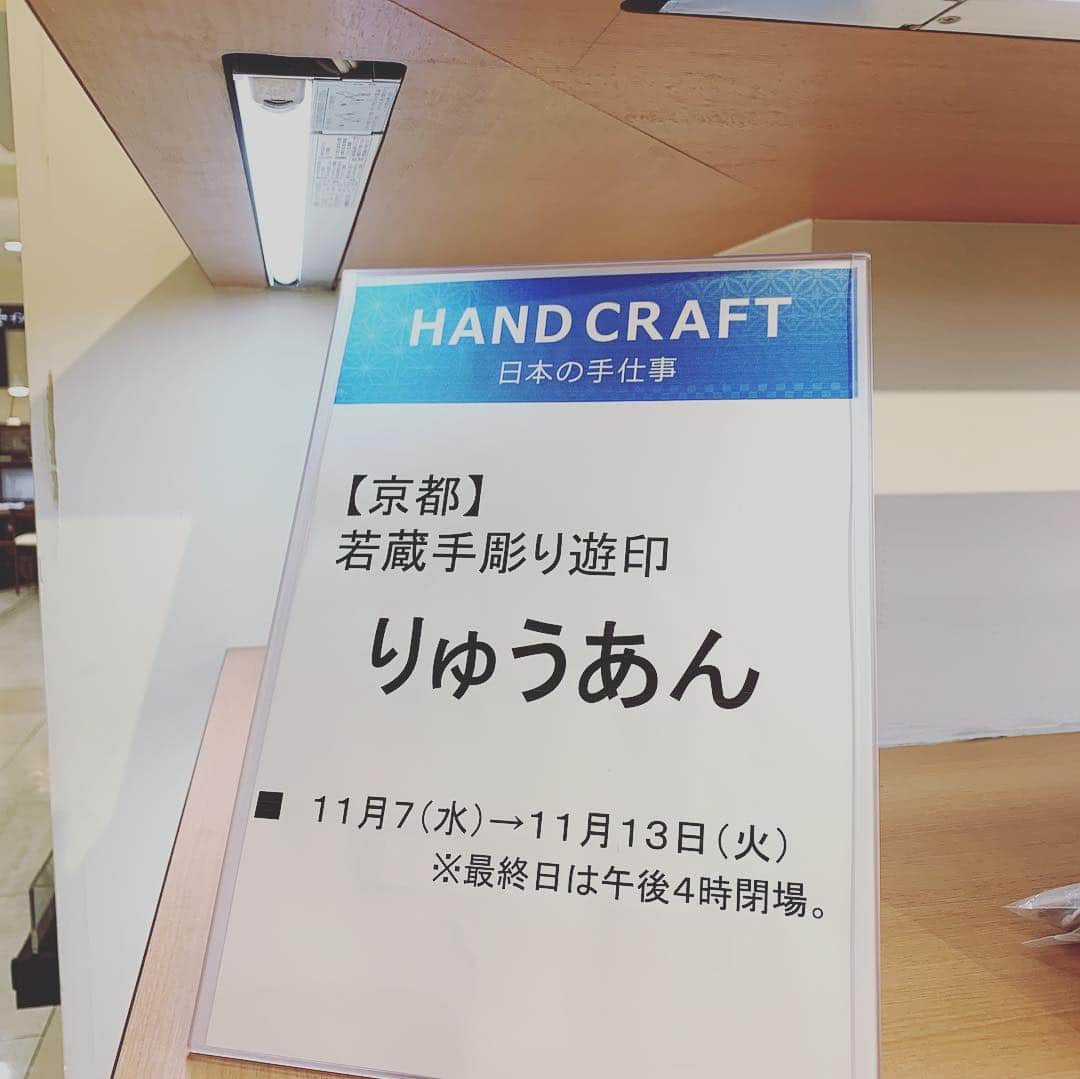 HAND CRAFT
日本の手仕事
【京都】
若蔵手彫り遊印
りゅうあん
■ 11月7(水)→11月13日(火)
※最終日は午後4時閉場。